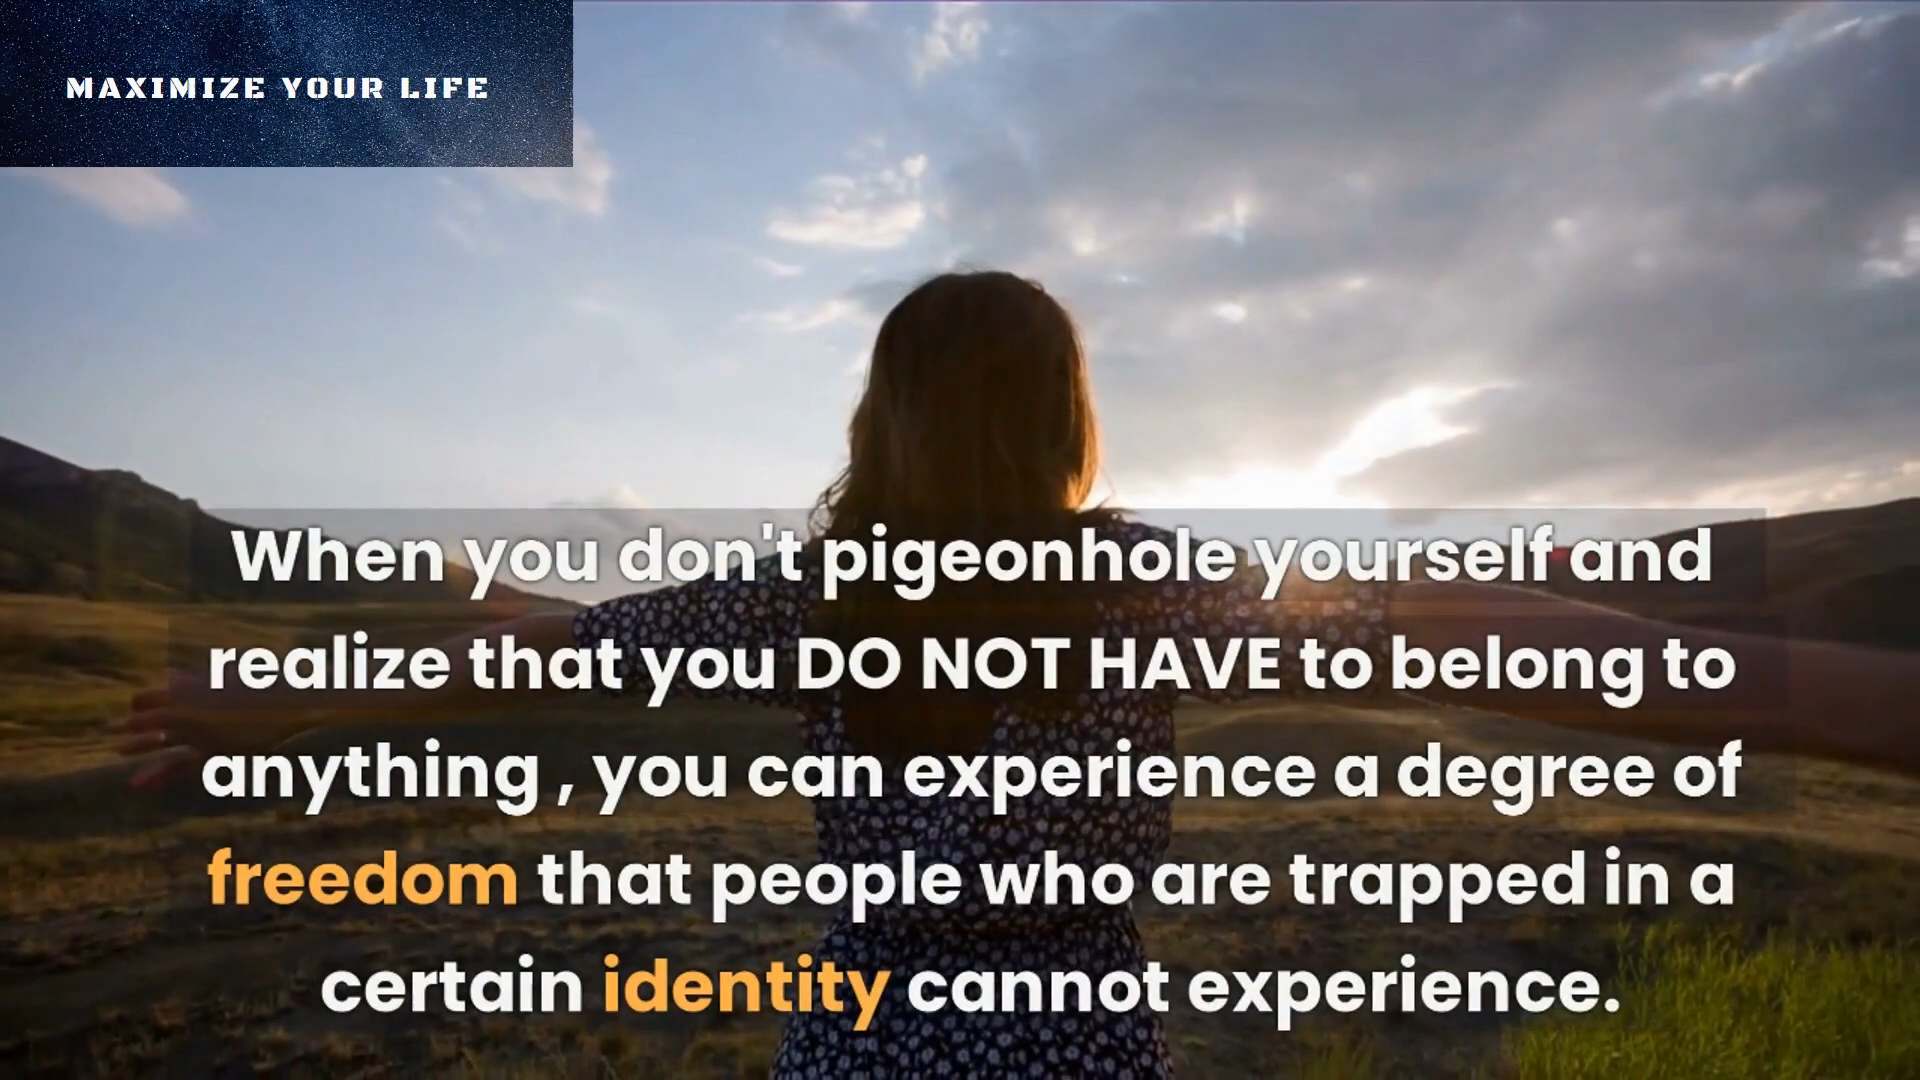 MAXIMIZE YOUR LIFE
When you don't pigeonhole yourself and
realize that you DO NOT HAVE to belong to
anything , you can experience a degree of
freedom that people who are trapped in a
certain identity cannot experience.